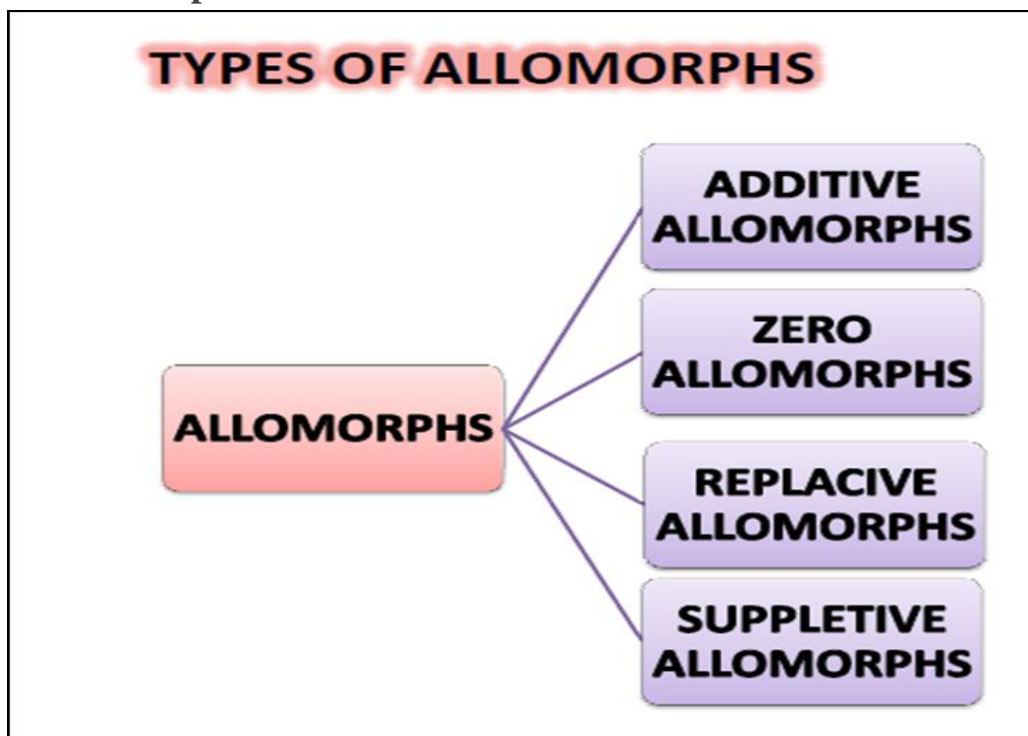 TYPES OF ALLOMORPHS
ADDITIVE
ALLOMORPHS
ZERO
ALLOMORPHS
ALLOMORPHS
REPLACIVE
ALLOMORPHS
SUPPLETIVE
ALLOMORPHS